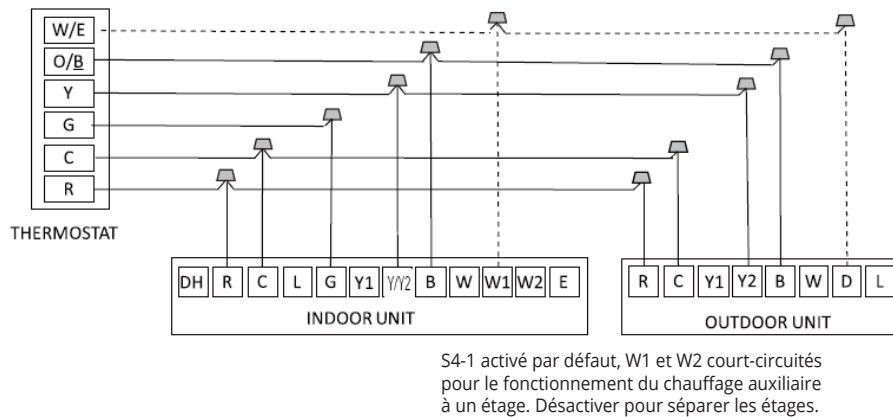 W/E
O/B
Y
G
C
R
THERMOSTAT
DH R C L G Y1 Y/Y2 B W W1 W2 E
INDOOR UNIT
R C Y1 Y2 B W D L
OUTDOOR UNIT
S4-1 activé par défaut, W1 et W2 court-circuités
pour le fonctionnement du chauffage auxiliaire
à un étage. Désactiver pour séparer les étages.